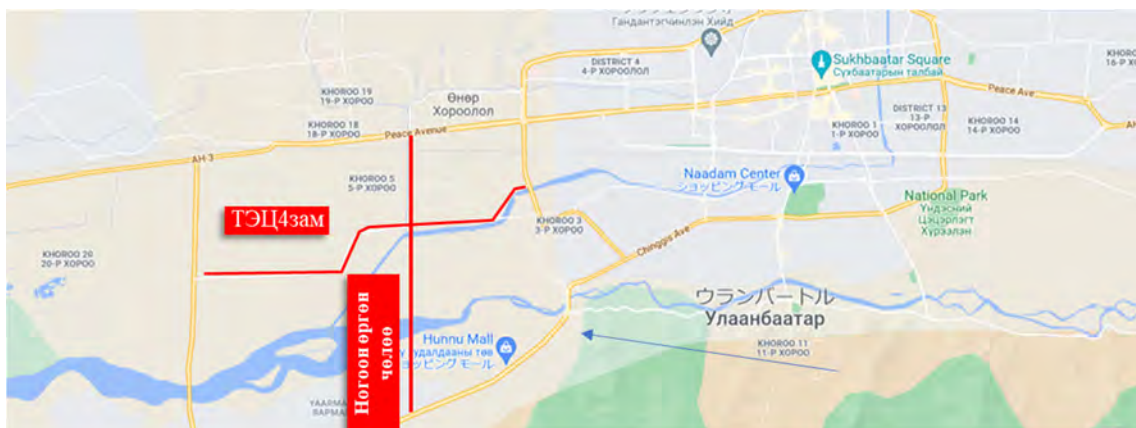 Гандантэгчинлэн Хийд
DISTRICT 4
4-Р ХОРООЛОЛ
Sukhbaatar Square
Сүхбаатарын талбай
KHOROO
16-Р ХОРО
KHOROO 19
19-Р ХОРОО
Өнөр
Хороолол
Peace Ave
KHOROO 18
18-Р ХОРОО
Peace Avenue
KHOROO 1
1-Р ХОРОО
DISTRICT 13
13-Р
ХОРООЛОЛ
KHOROO 14
14-Р ХОРОО
AH-3
KHOROO 5
5-Р ХОРОО
Naadam Center
ショッピング モール
National Park
Үндэсний
Цэцэрлэгт
Хүрээлэн
ТЭЦ4зам
KHOROO 3
3-Р ХОРОО
Chinggis Ave
KHOROO 20
20-Р ХОРОО
ウランバートル
Улаанбаатар
Ногоон өргөн
чөлөө
Hunnu Mall
худалдааны төв
ョッピング モール
KHOROO 11
11-Р ХОРОО
YAARMA
ЯАРМА